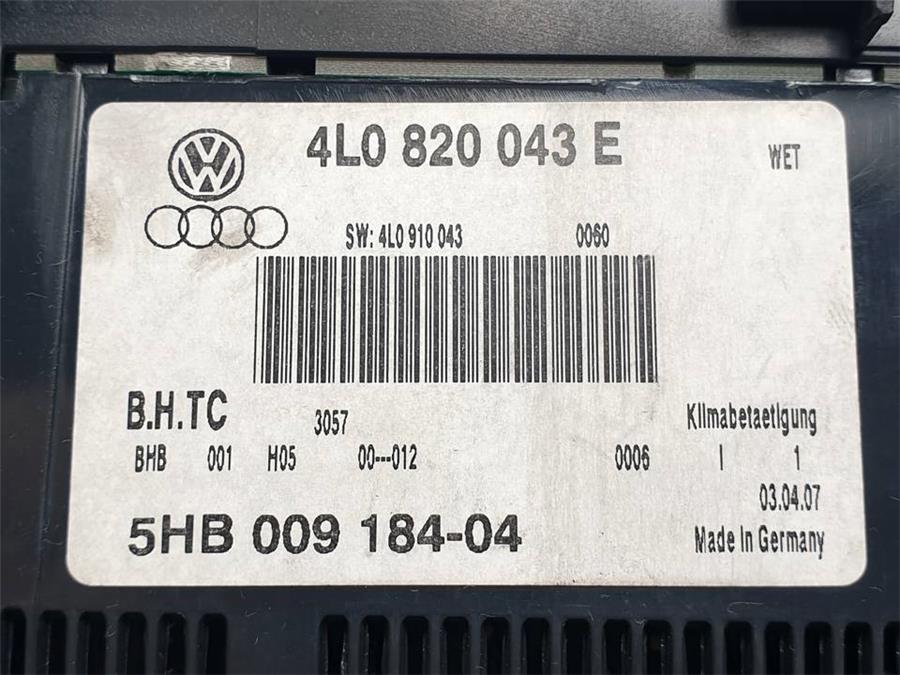 4L0 820 043 E
WET
SW: 4L0 910 043 0060
B.H.TC
3057
Klimabetaetigung
BHB 001 H05 00---012 0006 I 1
03.04.07
5HB 009 184-04
Made In Germany